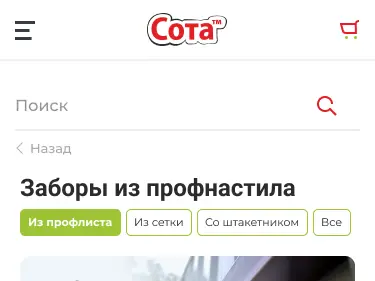 Сота™
Поиск
Назад
Заборы из профнастила
Из профлиста
Из сетки
Со штакетником
Все